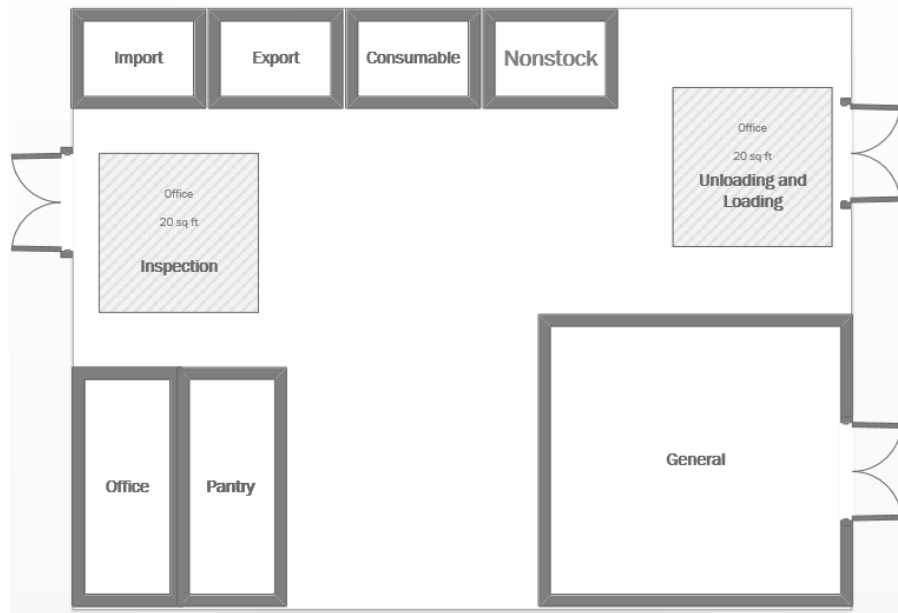 Import
Export
Consumable
Nonstock
Office
20 sq ft
Unloading and
Loading
Office
20 sq ft
Inspection
General
Office
Pantry